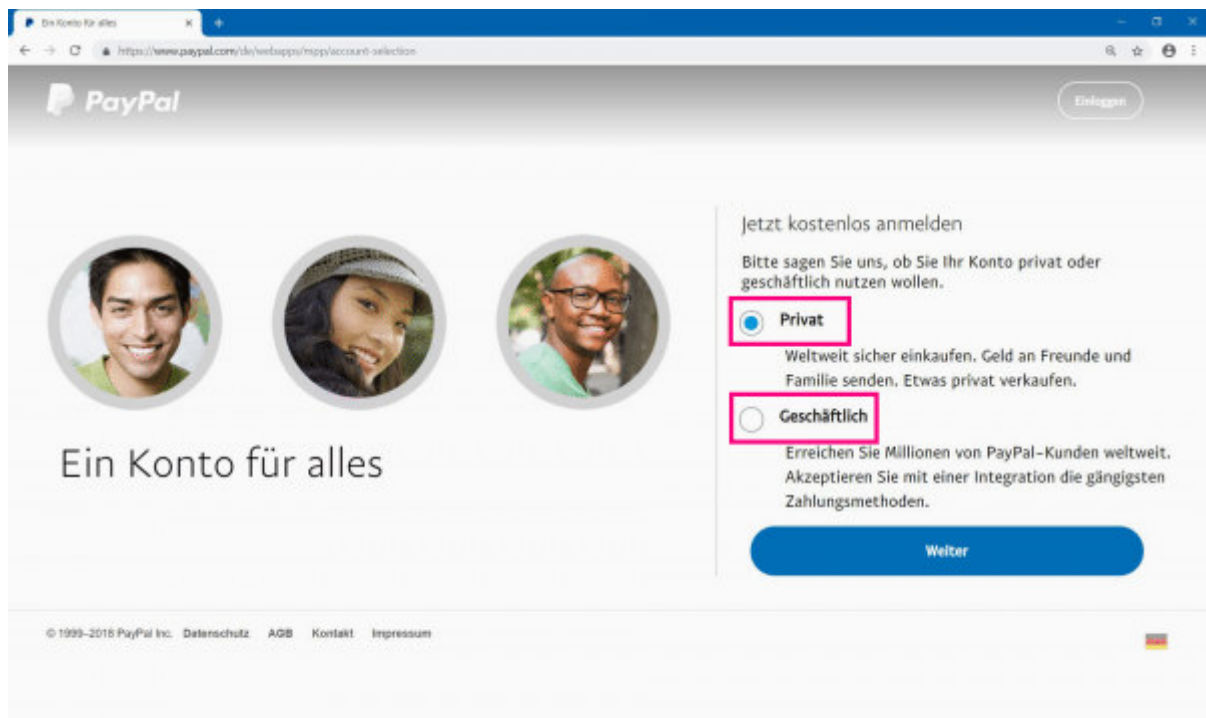 Ein Konto für alles
https://www.paypal.com/de/webapps/mpp/account-selection
PayPal
Einloggen
Jetzt kostenlos anmelden
Bitte sagen Sie uns, ob Sie Ihr Konto privat oder
geschäftlich nutzen wollen.
Privat
Weltweit sicher einkaufen. Geld an Freunde und
Familie senden. Etwas privat verkaufen.
Geschäftlich
Erreichen Sie Millionen von PayPal-Kunden weltweit.
Akzeptieren Sie mit einer Integration die gängigsten
Zahlungsmethoden.
Weiter
Ein Konto für alles
© 1999–2018 PayPal Inc. Datenschutz AGB Kontakt Impressum